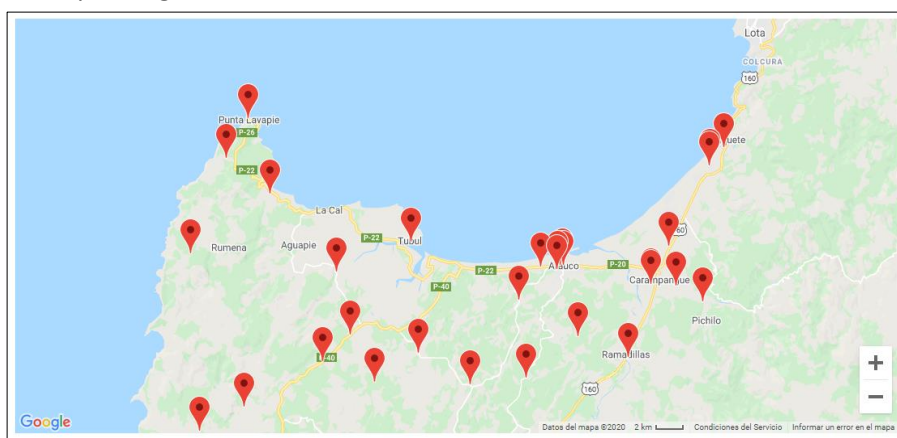 Lota
COLCURA
160
Punta Lavapie
P-26
uete
P-22
La Cal
160
Rumena
Aguapie
P-22
Tubul
Arauco
P-22
P-20
Carampangue
P-40
Pichilo
P-40
Ramadillas
160
+
−
Google
Datos del mapa ©2020 2 km Condiciones del Servicio Informar un error en el mapa